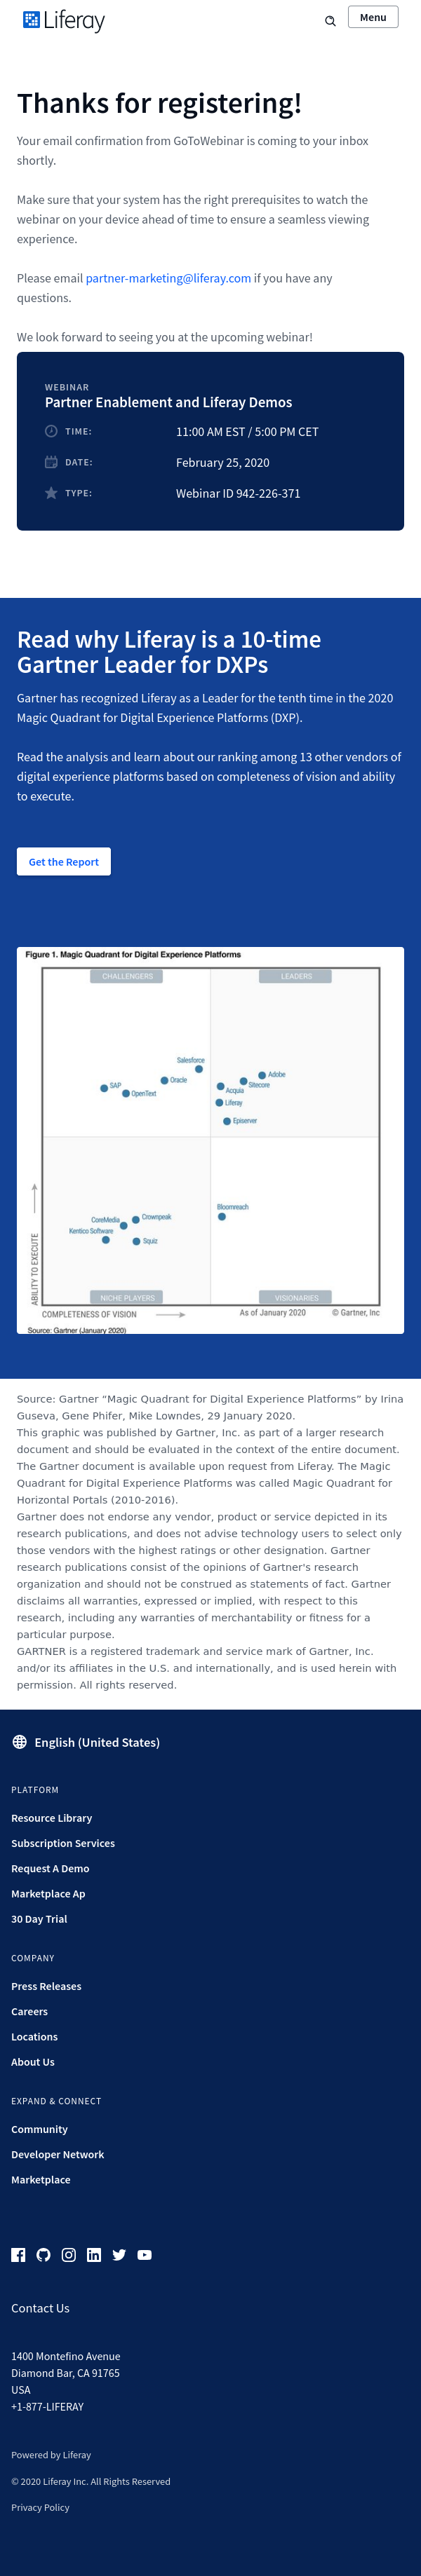 Liferay
Menu
Thanks for registering!
Your email confirmation from GoToWebinar is coming to your inbox
shortly.
Make sure that your system has the right prerequisites to watch the
webinar on your device ahead of time to ensure a seamless viewing
experience.
Please email partner-marketing@liferay.com if you have any
questions.
We look forward to seeing you at the upcoming webinar!
WEBINAR
Partner Enablement and Liferay Demos
TIME: 11:00 AM EST / 5:00 PM CET
DATE: February 25, 2020
TYPE: Webinar ID 942-226-371
Read why Liferay is a 10-time
Gartner Leader for DXPs
Gartner has recognized Liferay as a Leader for the tenth time in the 2020
Magic Quadrant for Digital Experience Platforms (DXP).
Read the analysis and learn about our ranking among 13 other vendors of
digital experience platforms based on completeness of vision and ability
to execute.
Get the Report
Figure 1. Magic Quadrant for Digital Experience Platforms
CHALLENGERS
LEADERS
Salesforce
Oracle
SAP
OpenText
Adobe
Sitecore
Acquia
Liferay
Episerver
Bloomreach
CoreMedia
Crownpeak
Kentico Software
Squiz
ABILITY TO EXECUTE
NICHE PLAYERS
VISIONARIES
COMPLETENESS OF VISION
As of January 2020
© Gartner, Inc
Source: Gartner (January 2020)
Source: Gartner “Magic Quadrant for Digital Experience Platforms” by Irina
Guseva, Gene Phifer, Mike Lowndes, 29 January 2020.
This graphic was published by Gartner, Inc. as part of a larger research
document and should be evaluated in the context of the entire document.
The Gartner document is available upon request from Liferay. The Magic
Quadrant for Digital Experience Platforms was called Magic Quadrant for
Horizontal Portals (2010-2016).
Gartner does not endorse any vendor, product or service depicted in its
research publications, and does not advise technology users to select only
those vendors with the highest ratings or other designation. Gartner
research publications consist of the opinions of Gartner's research
organization and should not be construed as statements of fact. Gartner
disclaims all warranties, expressed or implied, with respect to this
research, including any warranties of merchantability or fitness for a
particular purpose.
GARTNER is a registered trademark and service mark of Gartner, Inc.
and/or its affiliates in the U.S. and internationally, and is used herein with
permission. All rights reserved.
English (United States)
PLATFORM
Resource Library
Subscription Services
Request A Demo
Marketplace Ap
30 Day Trial
COMPANY
Press Releases
Careers
Locations
About Us
EXPAND & CONNECT
Community
Developer Network
Marketplace
Contact Us
1400 Montefino Avenue
Diamond Bar, CA 91765
USA
+1-877-LIFERAY
Powered by Liferay
© 2020 Liferay Inc. All Rights Reserved
Privacy Policy